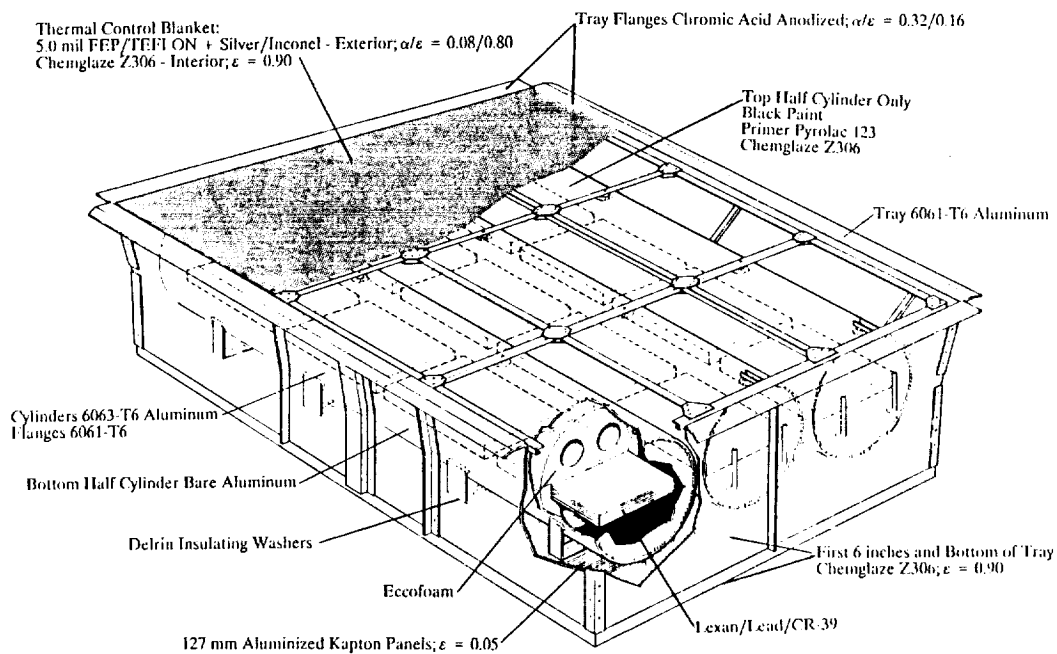 Thermal Control Blanket:
5.0 mil FEP/TEFLON + Silver/Inconel - Exterior; α/ε = 0.08/0.80
Chemglaze Z306 - Interior; ε = 0.90
Tray Flanges Chromic Acid Anodized; α/ε = 0.32/0.16
Top Half Cylinder Only
Black Paint
Primer Pyrolac 123
Chemglaze Z306
Tray 6061-T6 Aluminum
Cylinders 6063-T6 Aluminum
Flanges 6061-T6
Bottom Half Cylinder Bare Aluminum
Delrin Insulating Washers
Eccofoam
127 mm Aluminized Kapton Panels; ε = 0.05
First 6 inches and Bottom of Tray
Chemglaze Z306; ε = 0.90
Lexan/Lead/CR-39